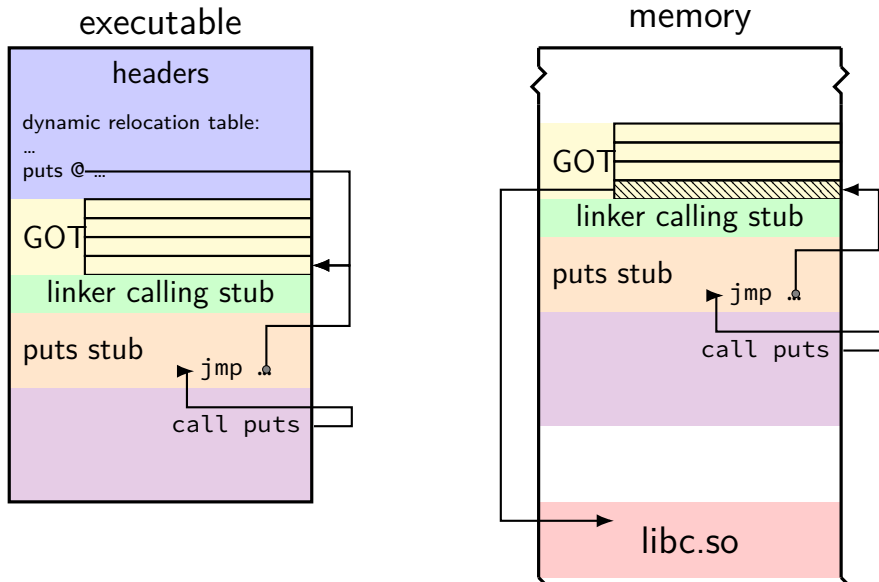 executable
headers
dynamic relocation table:
...
puts @ ...
GOT
linker calling stub
puts stub
jmp ...
call puts
memory
GOT
linker calling stub
puts stub
jmp ...
call puts
libc.so